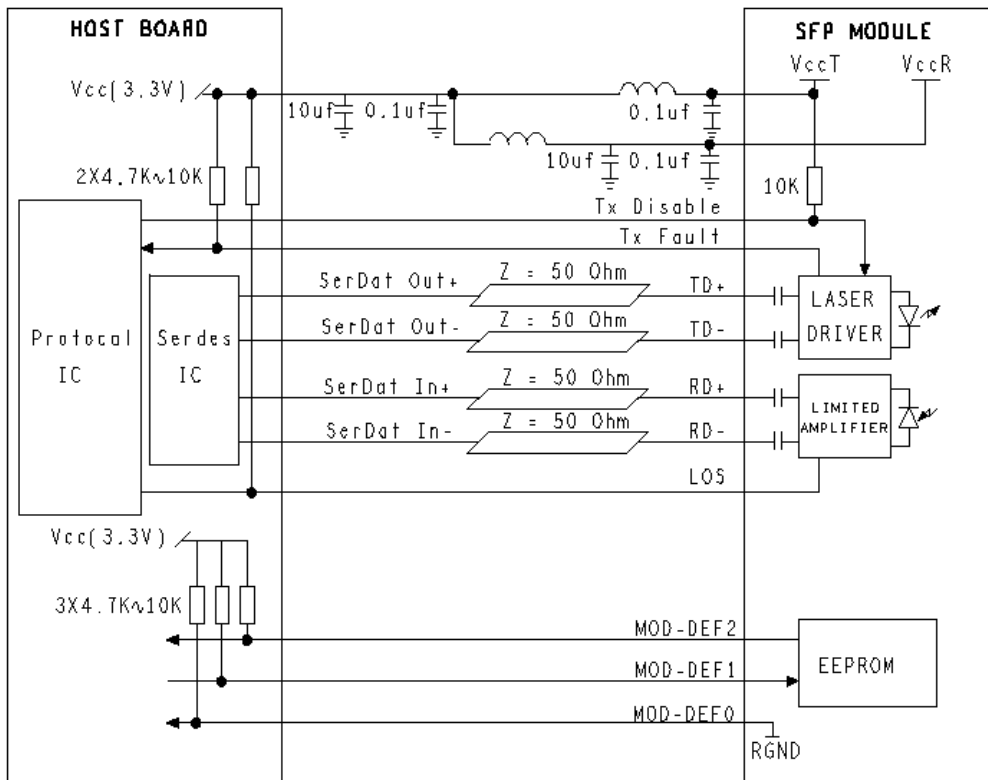 HOST BOARD
SFP MODULE
VccT
VccR
Vcc(3.3V)
10uf
0.1uf
0.1uf
10uf
0.1uf
2X4.7K~10K
10K
Tx Disable
Tx Fault
Protocal
IC
Serdes
IC
SerDat Out+
Z = 50 Ohm
TD+
SerDat Out-
Z = 50 Ohm
TD-
LASER
DRIVER
SerDat In+
Z = 50 Ohm
RD+
SerDat In-
Z = 50 Ohm
RD-
LIMITED
AMPLIFIER
LOS
Vcc(3.3V)
3X4.7K~10K
MOD-DEF2
MOD-DEF1
MOD-DEF0
EEPROM
RGND